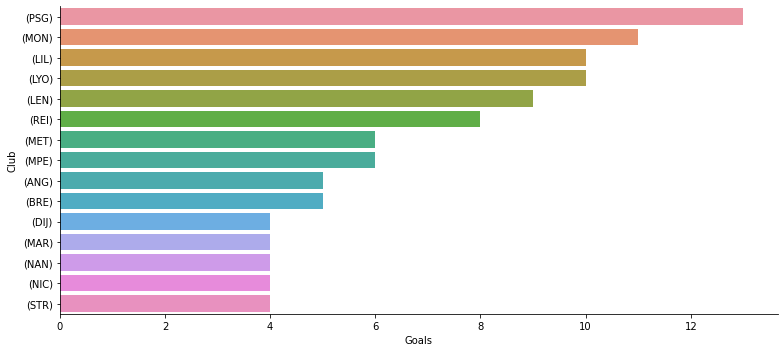 (PSG)
(MON)
(LIL)
(LYO)
(LEN)
(REI)
(MET)
(MPE)
(ANG)
(BRE)
(DIJ)
(MAR)
(NAN)
(NIC)
(STR)
Club
0 2 4 6 8 10 12
Goals